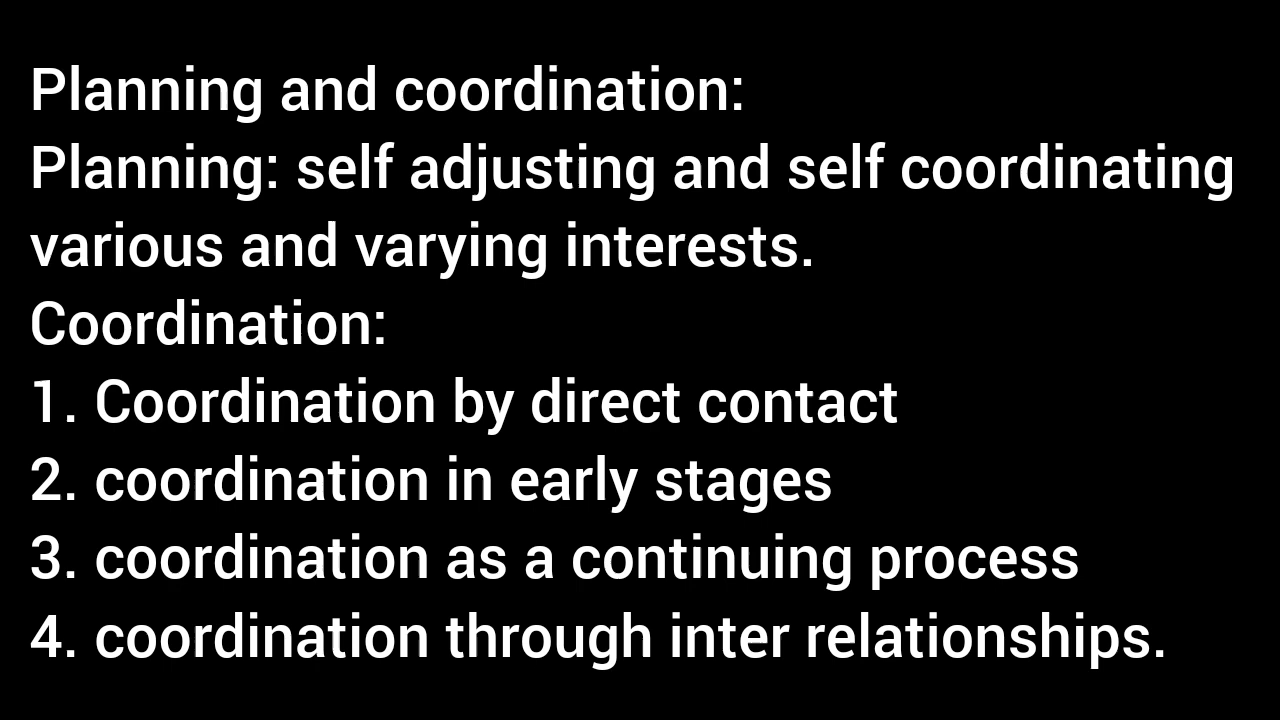 Planning and coordination:
Planning: self adjusting and self coordinating
various and varying interests.
Coordination:
1. Coordination by direct contact
2. coordination in early stages
3. coordination as a continuing process
4. coordination through inter relationships.